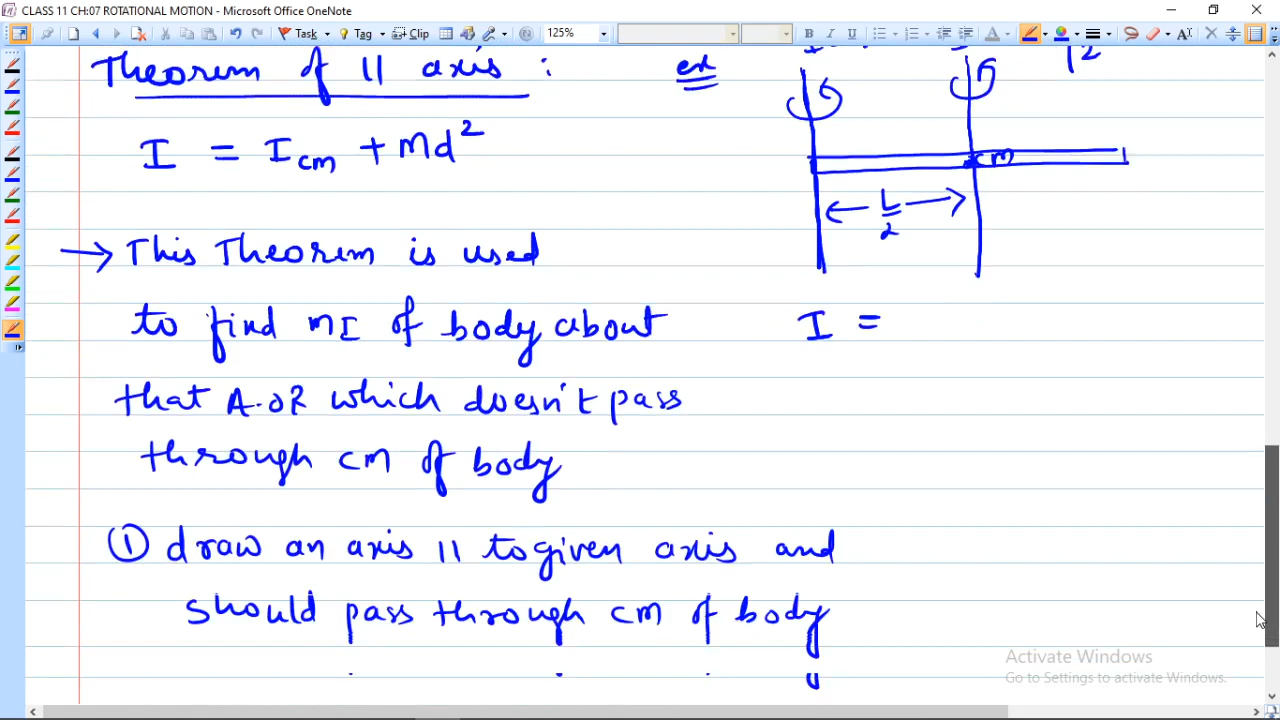 CLASS 11 CH:07 ROTATIONAL MOTION - Microsoft Office OneNote
Task Tag Clip 125% B I U
Theorem of || axis :
I = Icm + Md²
→ This Theorem is used
to find MI of body about
that A.OR which doesn't pass
through cm of body
① draw an axis || to given axis and
should pass through cm of body
ex
cm
L/2
I =
Activate Windows
Go to Settings to activate Windows.